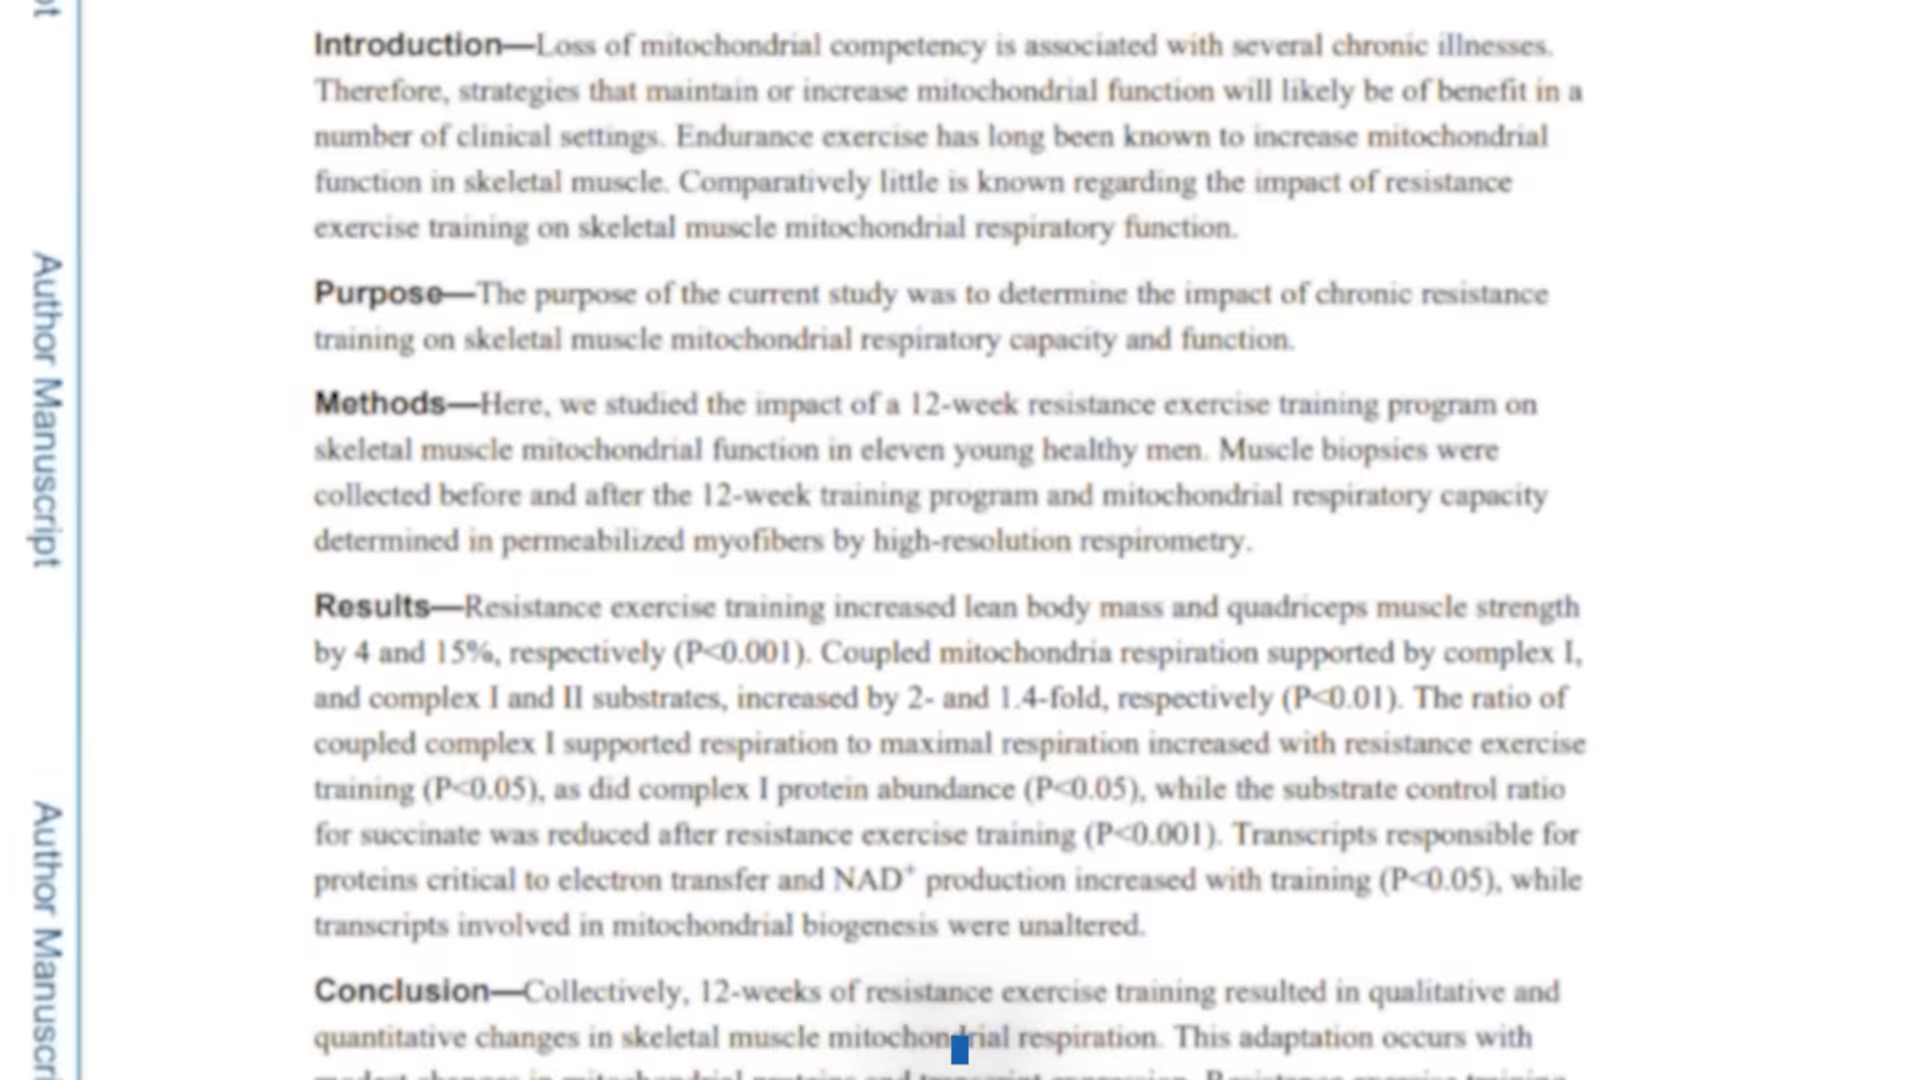 pt
Author Manuscript
Author Manuscri
Introduction—Loss of mitochondrial competency is associated with several chronic illnesses.
Therefore, strategies that maintain or increase mitochondrial function will likely be of benefit in a
number of clinical settings. Endurance exercise has long been known to increase mitochondrial
function in skeletal muscle. Comparatively little is known regarding the impact of resistance
exercise training on skeletal muscle mitochondrial respiratory function.
Purpose—The purpose of the current study was to determine the impact of chronic resistance
training on skeletal muscle mitochondrial respiratory capacity and function.
Methods—Here, we studied the impact of a 12-week resistance exercise training program on
skeletal muscle mitochondrial function in eleven young healthy men. Muscle biopsies were
collected before and after the 12-week training program and mitochondrial respiratory capacity
determined in permeabilized myofibers by high-resolution respirometry.
Results—Resistance exercise training increased lean body mass and quadriceps muscle strength
by 4 and 15%, respectively (P<0.001). Coupled mitochondria respiration supported by complex I,
and complex I and II substrates, increased by 2- and 1.4-fold, respectively (P<0.01). The ratio of
coupled complex I supported respiration to maximal respiration increased with resistance exercise
training (P<0.05), as did complex I protein abundance (P<0.05), while the substrate control ratio
for succinate was reduced after resistance exercise training (P<0.001). Transcripts responsible for
proteins critical to electron transfer and NAD⁺ production increased with training (P<0.05), while
transcripts involved in mitochondrial biogenesis were unaltered.
Conclusion—Collectively, 12-weeks of resistance exercise training resulted in qualitative and
quantitative changes in skeletal muscle mitochondrial respiration. This adaptation occurs with
modest changes in mitochondrial proteins and transcript expression. Resistance exercise training